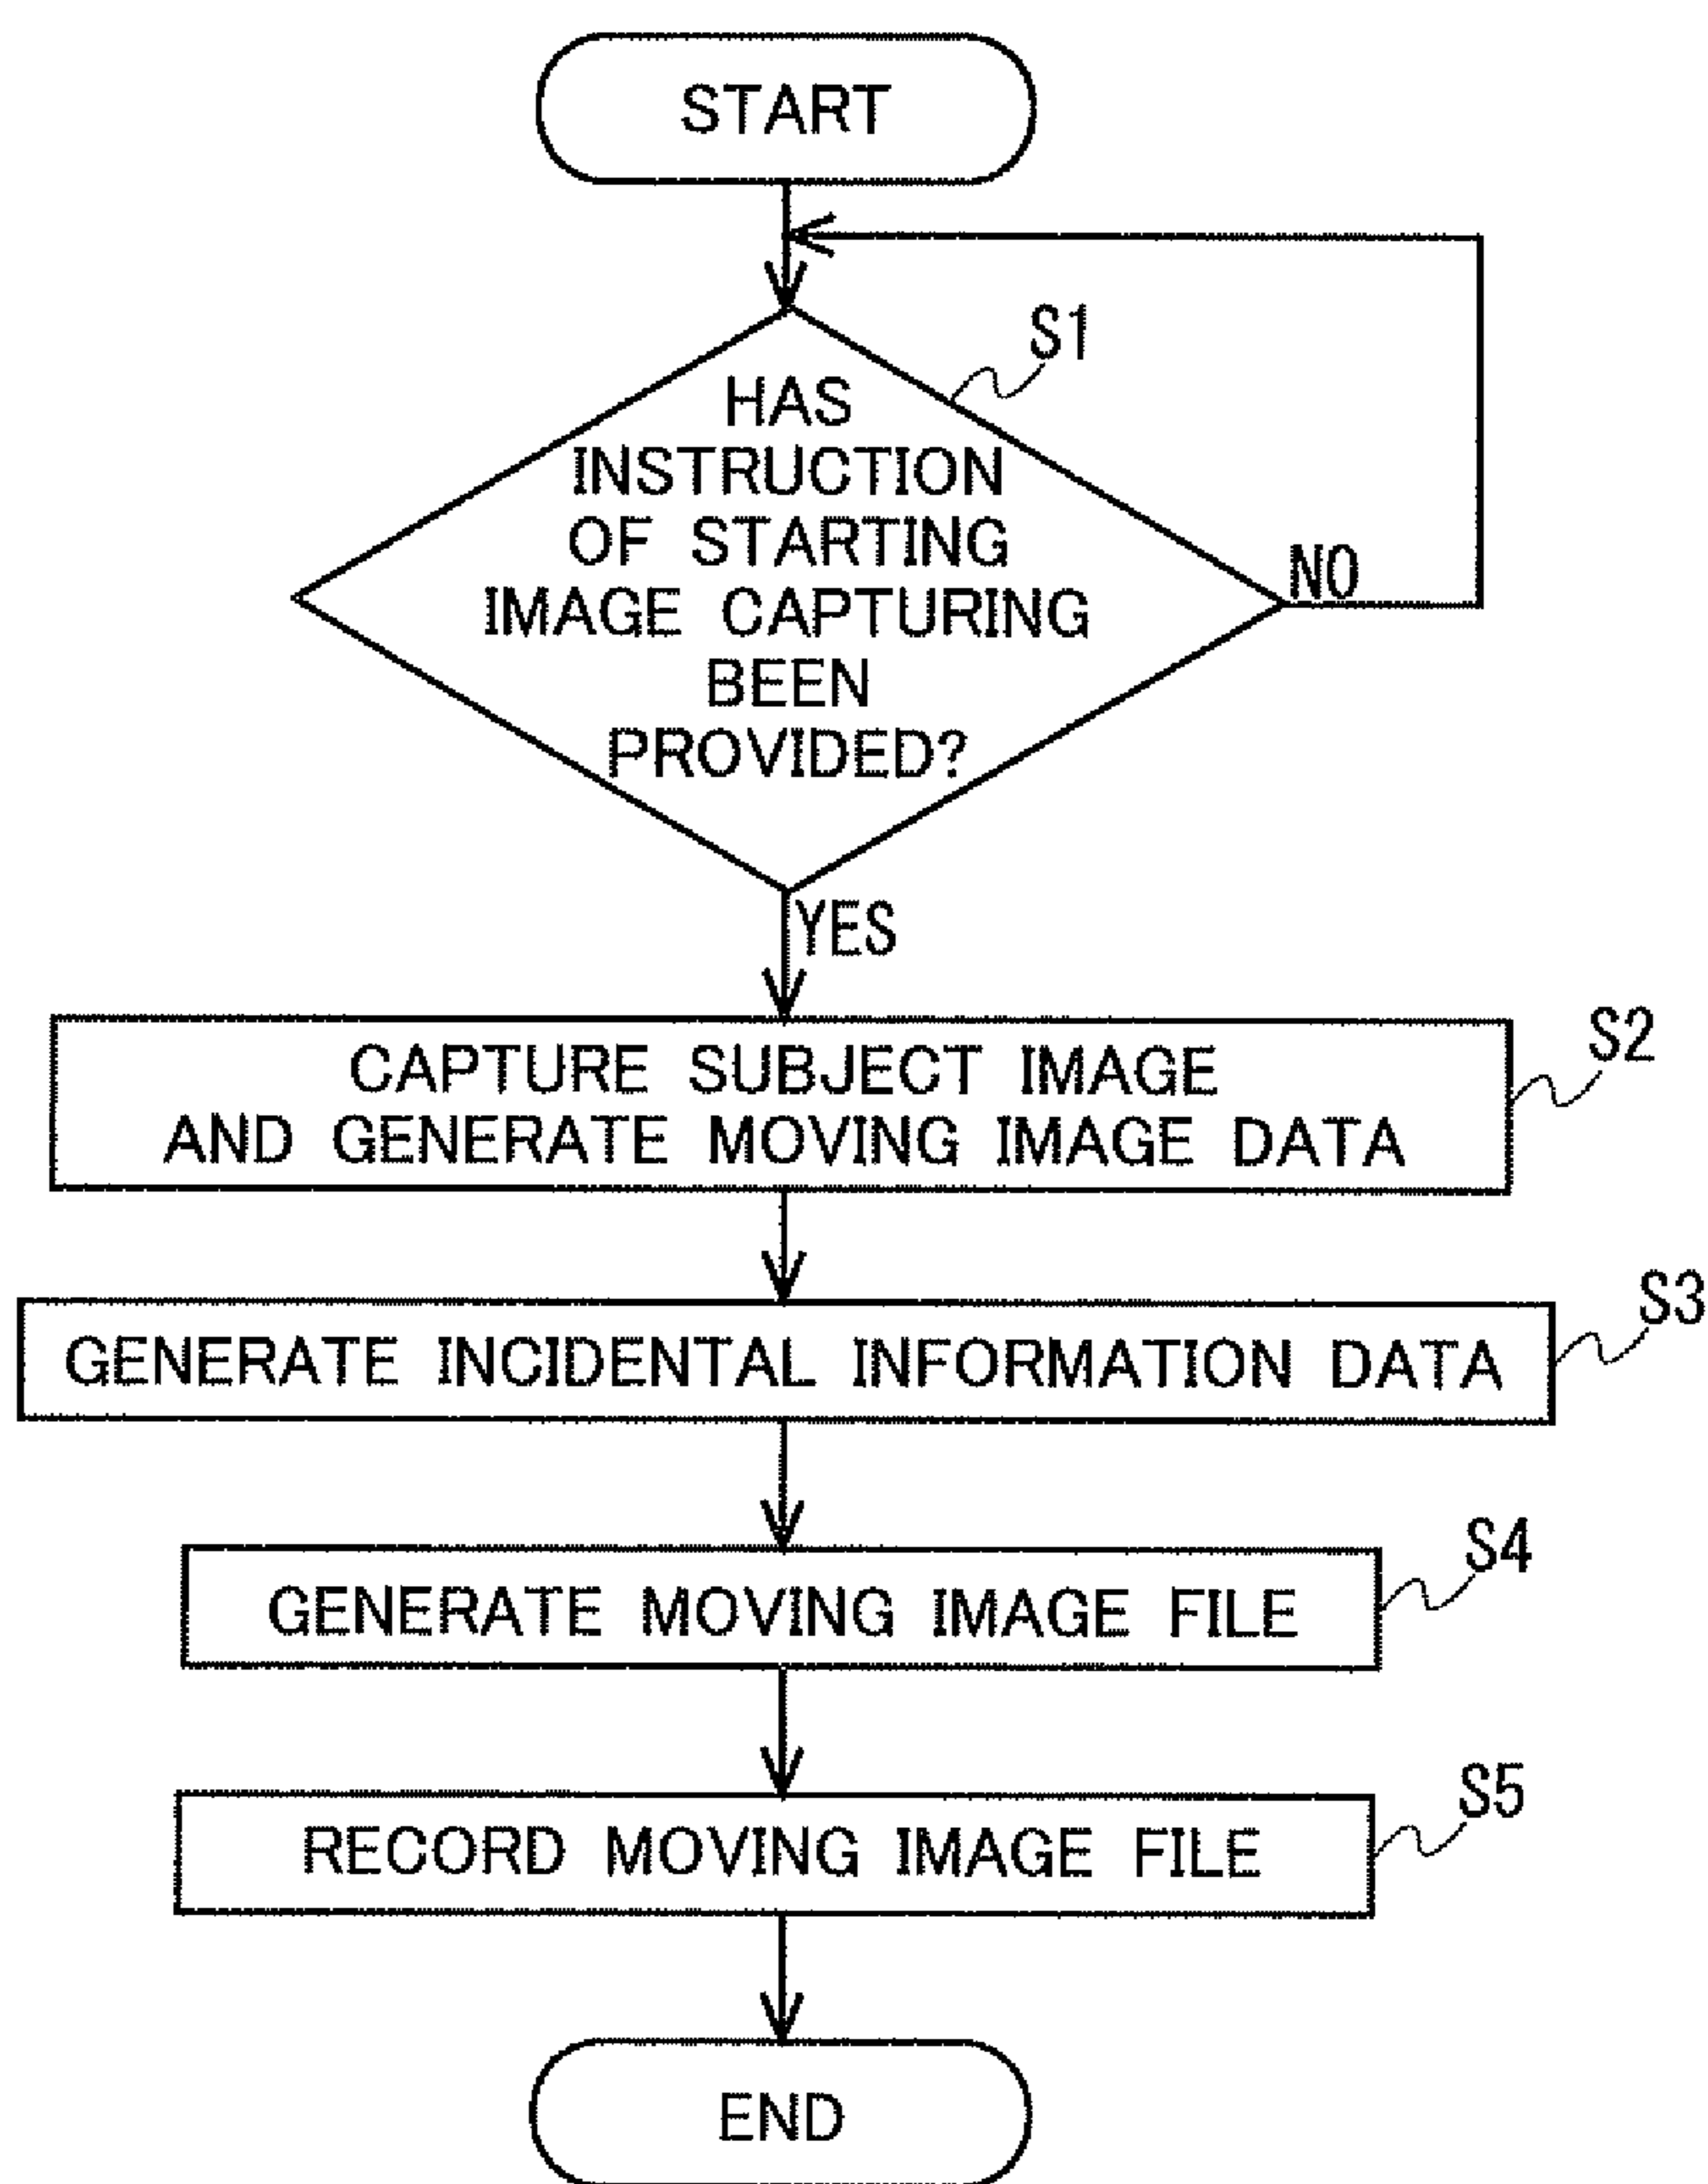 START
S1
HAS
INSTRUCTION
OF STARTING
IMAGE CAPTURING
BEEN
PROVIDED?
NO
YES
S2
CAPTURE SUBJECT IMAGE
AND GENERATE MOVING IMAGE DATA
S3
GENERATE INCIDENTAL INFORMATION DATA
S4
GENERATE MOVING IMAGE FILE
S5
RECORD MOVING IMAGE FILE
END